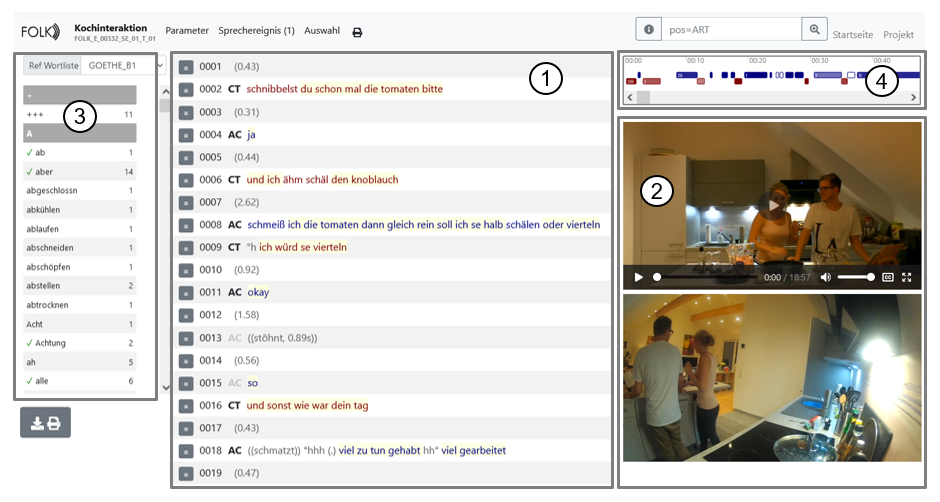 FOLK
Kochinteraktion
FOLK_E_00332_SE_01_T_01
Parameter Sprechereignis (1) Auswahl
pos=ART
Startseite Projekt
Ref Wortliste GOETHE_B1
+++ 11
3
A
✓ ab 1
✓ aber 14
abgeschlossn 1
abkühlen 1
ablaufen 1
abschneiden 1
abschöpfen 1
abstellen 2
abtrocknen 1
Acht 1
✓ Achtung 2
ah 5
✓ alle 6
1
0001 (0.43)
0002 CT schnibbelst du schon mal die tomaten bitte
0003 (0.31)
0004 AC ja
0005 (0.44)
0006 CT und ich ähm schäl den knoblauch
0007 (2.62)
0008 AC schmeiß ich die tomaten dann gleich rein soll ich se halb schälen oder vierteln
0009 CT °h ich würd se vierteln
0010 (0.92)
0011 AC okay
0012 (1.58)
0013 AC ((stöhnt, 0.89s))
0014 (0.56)
0015 AC so
0016 CT und sonst wie war dein tag
0017 (0.43)
0018 AC ((schmatzt)) °hhh (.) viel zu tun gehabt hh° viel gearbeitet
0019 (0.47)
00:00 00:10 00:20 00:30 00:40
4
2
0:00 / 18:57
CC